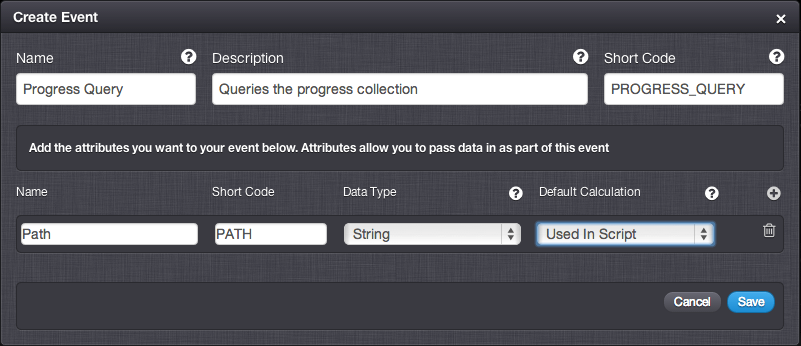 Create Event ×
Name ? Description ? Short Code ?
Progress Query Queries the progress collection PROGRESS_QUERY
Add the attributes you want to your event below. Attributes allow you to pass data in as part of this event
Name Short Code Data Type ? Default Calculation ?
Path PATH String Used In Script
Cancel Save